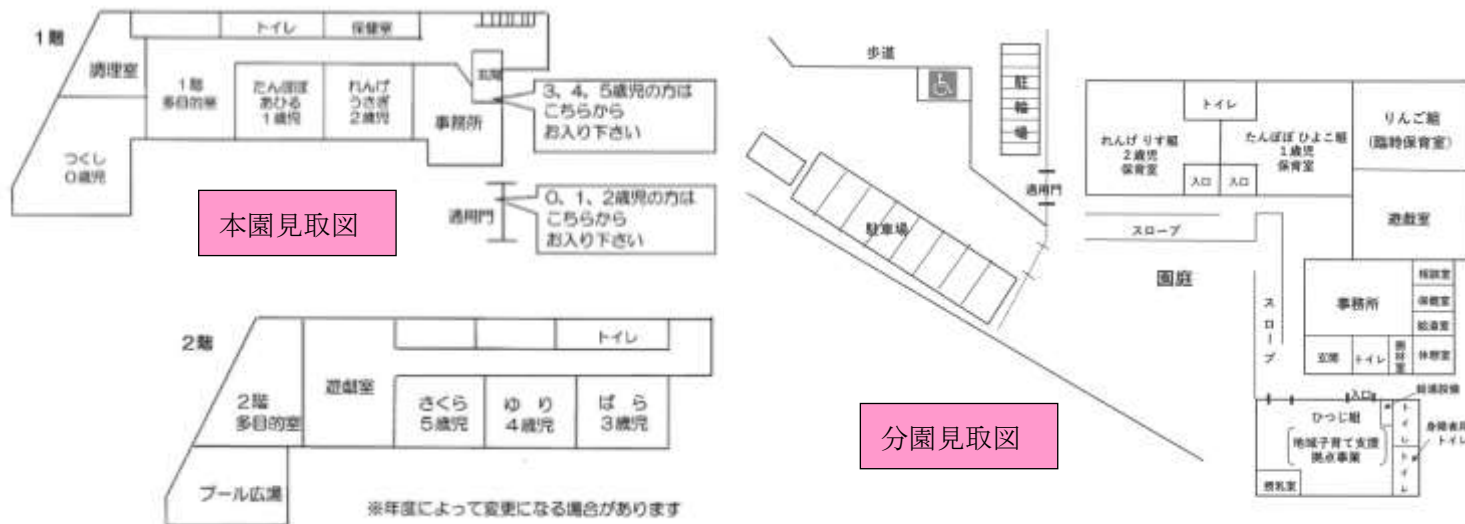 1階
トイレ
保健室
調理室
1階
多目的室
たんぽぽ
あひる
1歳児
れんげ
うさぎ
2歳児
事務所
玄関
つくし
0歳児
3、4、5歳児の方は
こちらから
お入り下さい
通用門
0、1、2歳児の方は
こちらから
お入り下さい
本園見取図
2階
トイレ
2階
多目的室
遊戯室
さくら
5歳児
ゆり
4歳児
ばら
3歳児
プール広場
※年度によって変更になる場合があります
歩道
駐輪場
通用門
駐車場
トイレ
れんげ りす組
2歳児
保育室
たんぽぽ ひよこ組
1歳児
保育室
入口
入口
りんご組
(臨時保育室)
遊戯室
スロープ
園庭
スロープ
事務所
相談室
保健室
給湯室
休憩室
玄関
トイレ
入口
ひつじ組
地域子育て支援
拠点事業
トイレ
トイレ
身障者用
トイレ
授乳室
分園見取図